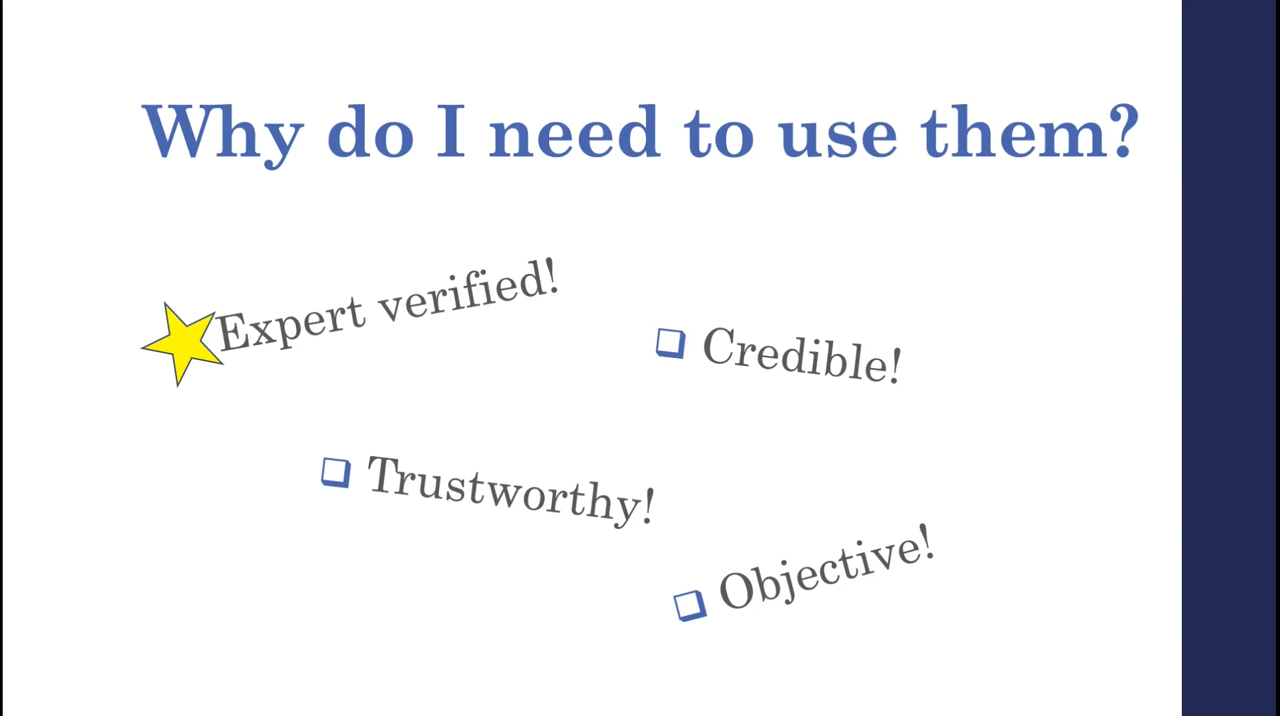 Why do I need to use them?
Expert verified!
Credible!
Trustworthy!
Objective!